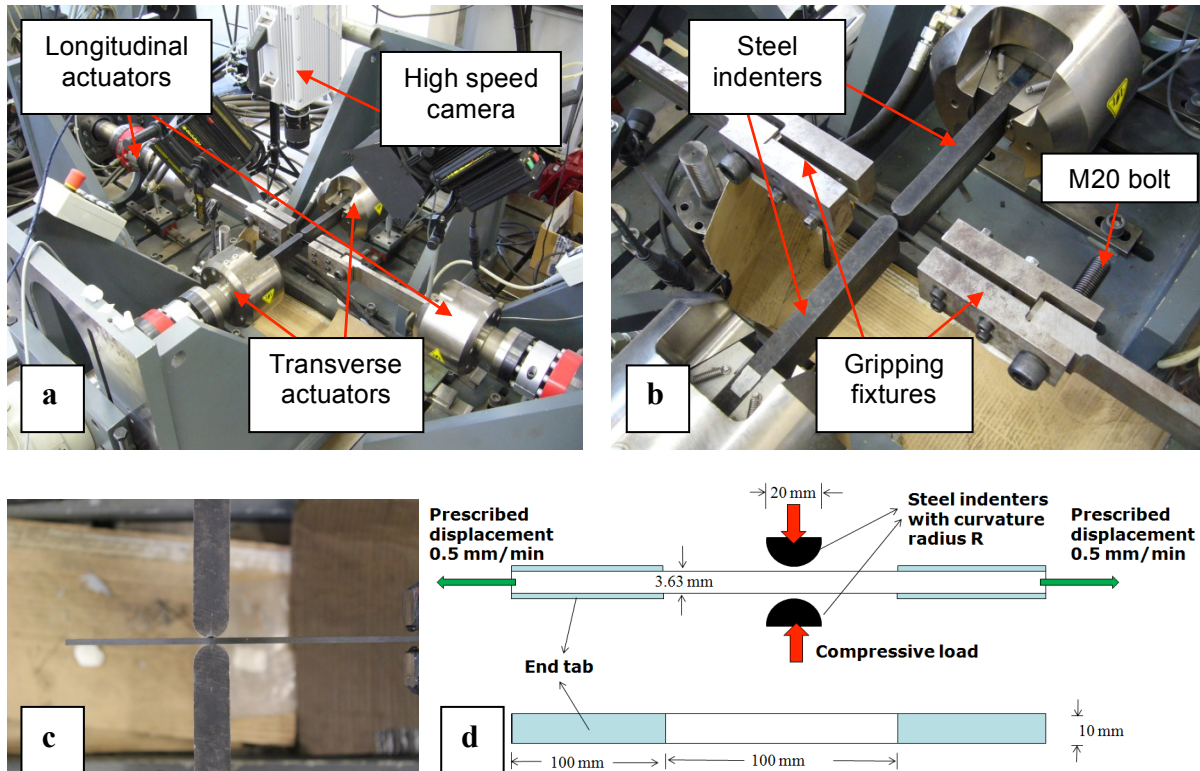 Longitudinal
actuators
High speed
camera
Transverse
actuators
a
Steel
indenters
M20 bolt
Gripping
fixtures
b
c
20 mm
Steel indenters
with curvature
radius R
Prescribed
displacement
0.5 mm/min
Prescribed
displacement
0.5 mm/min
3.63 mm
Compressive load
End tab
10 mm
100 mm
100 mm
d